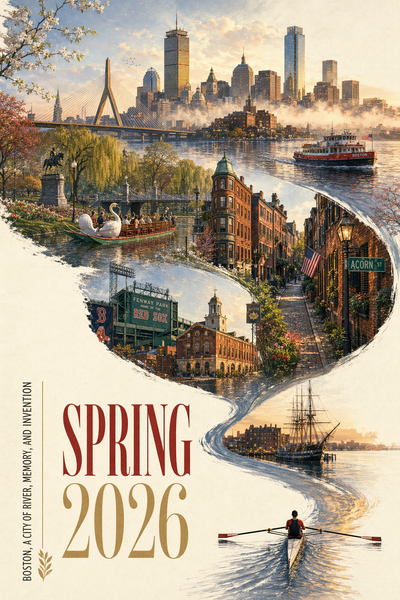 FENWAY PARK
RED SOX
B
ACORN ST
SPRING
2026
BOSTON, A CITY OF RIVER, MEMORY, AND INVENTION